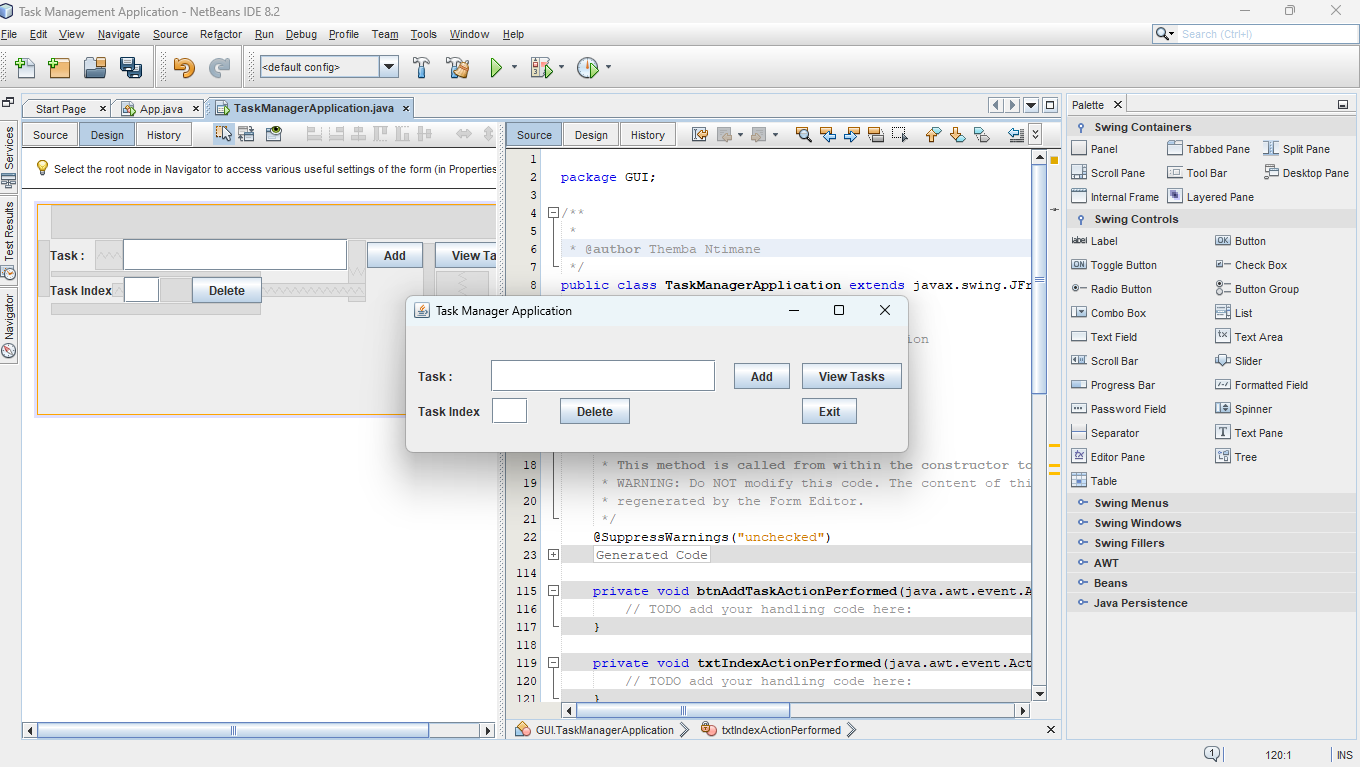 Task Management Application - NetBeans IDE 8.2
File Edit View Navigate Source Refactor Run Debug Profile Team Tools Window Help
Search (Ctrl+I)
<default config>
Start Page
App.java
TaskManagerApplication.java
Services
Test Results
Navigator
Source Design History
Select the root node in Navigator to access various useful settings of the form (in Properties
Task :
Add
View Ta
Task Index
Delete
Source Design History
1
2 package GUI;
3
4 /**
5 *
6 * @author Themba Ntimane
7 */
8 public class TaskManagerApplication extends javax.swing.JFr
ion
Task Manager Application
Task :
Add
View Tasks
Task Index
Delete
Exit
18 * This method is called from within the constructor to
19 * WARNING: Do NOT modify this code. The content of thi
20 * regenerated by the Form Editor.
21 */
22 @SuppressWarnings("unchecked")
23 Generated Code
114
115 private void btnAddTaskActionPerformed(java.awt.event.A
116 // TODO add your handling code here:
117 }
118
119 private void txtIndexActionPerformed(java.awt.event.Act
120 // TODO add your handling code here:
121 }
GUI.TaskManagerApplication
txtIndexActionPerformed
Palette
Swing Containers
Panel Tabbed Pane Split Pane
Scroll Pane Tool Bar Desktop Pane
Internal Frame Layered Pane
Swing Controls
label Label OK Button
ON Toggle Button Check Box
Radio Button Button Group
Combo Box List
Text Field Text Area
Scroll Bar Slider
Progress Bar Formatted Field
Password Field Spinner
Separator Text Pane
Editor Pane Tree
Table
Swing Menus
Swing Windows
Swing Fillers
AWT
Beans
Java Persistence
1
120:1
INS